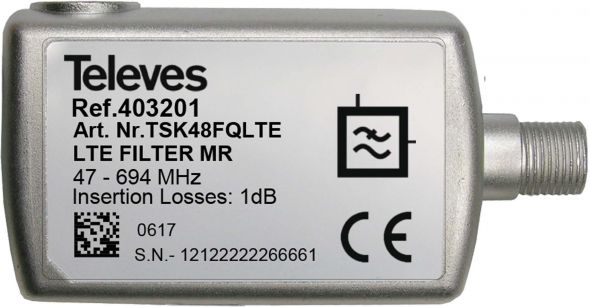 Televes
Ref.403201
Art. Nr.TSK48FQLTE
LTE FILTER MR
47 - 694 MHz
Insertion Losses: 1dB
0617
S.N.- 12122222266661
CE